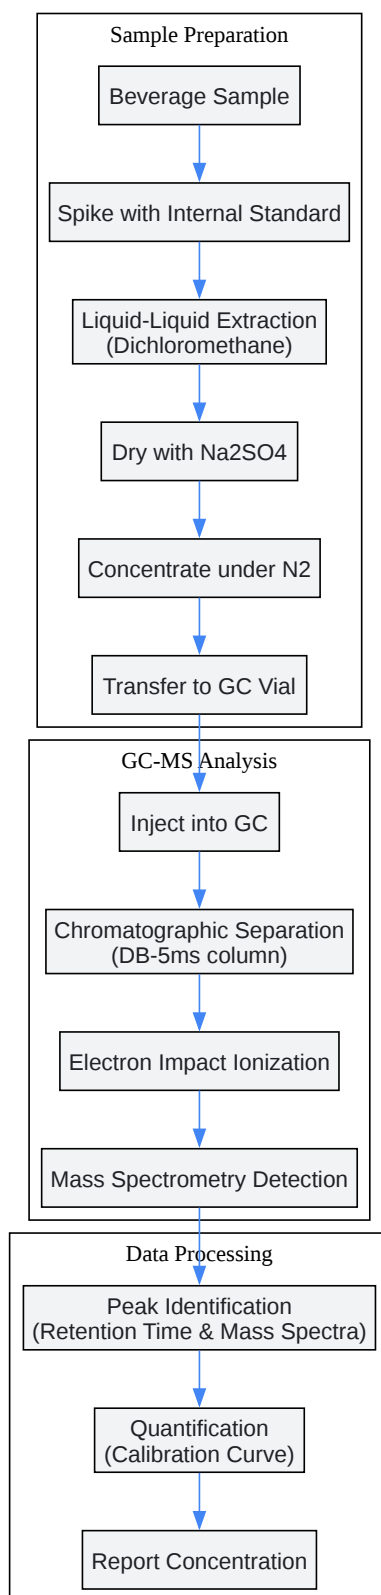 Sample Preparation
Beverage Sample
Spike with Internal Standard
Liquid-Liquid Extraction
(Dichloromethane)
Dry with Na2SO4
Concentrate under N2
Transfer to GC Vial
GC-MS Analysis
Inject into GC
Chromatographic Separation
(DB-5ms column)
Electron Impact Ionization
Mass Spectrometry Detection
Data Processing
Peak Identification
(Retention Time & Mass Spectra)
Quantification
(Calibration Curve)
Report Concentration